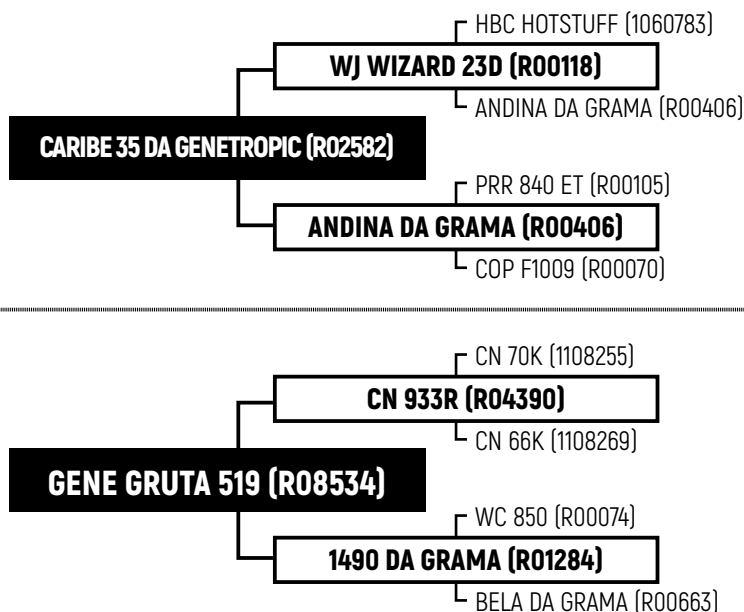 HBC HOTSTUFF (1060783)
WJ WIZARD 23D (R00118)
ANDINA DA GRAMA (R00406)
CARIBE 35 DA GENETROPIC (R02582)
PRR 840 ET (R00105)
ANDINA DA GRAMA (R00406)
COP F1009 (R00070)
CN 70K (1108255)
CN 933R (R04390)
CN 66K (1108269)
GENE GRUTA 519 (R08534)
WC 850 (R00074)
1490 DA GRAMA (R01284)
BELA DA GRAMA (R00663)